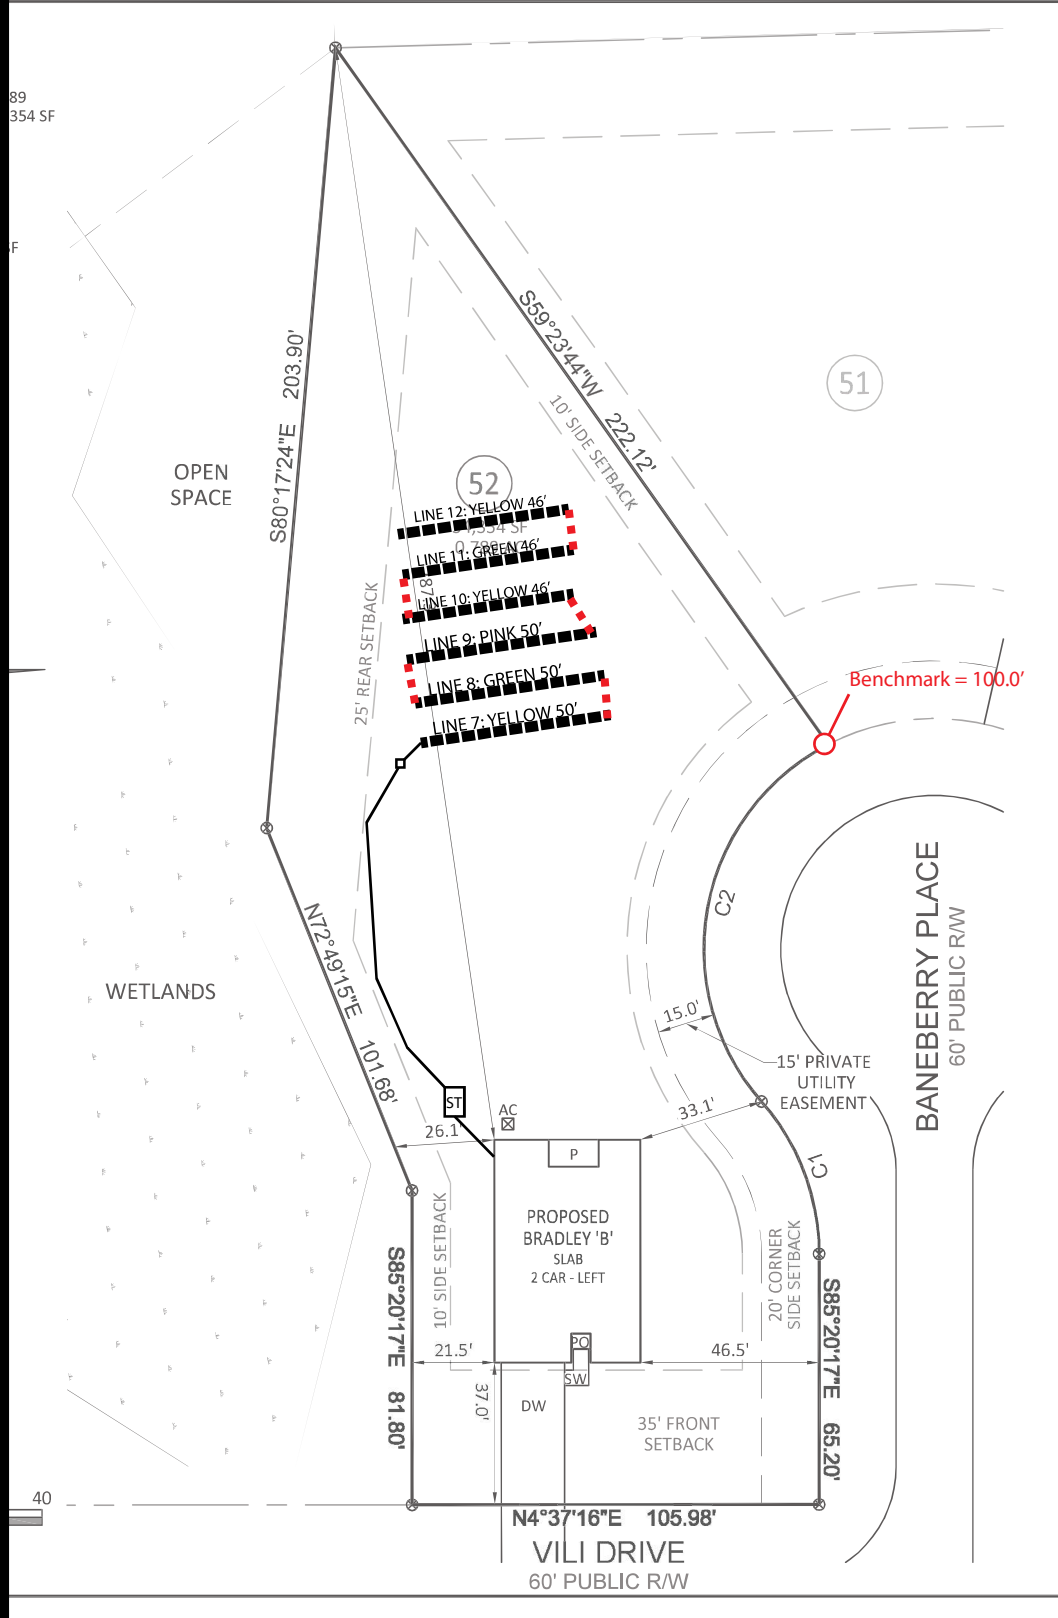 89
354 SF
S80°17'24"E 203.90'
S59°23'44"W 222.12'
10' SIDE SETBACK
51
OPEN
SPACE
52
LINE 12: YELLOW 46'
LINE 11: GREEN 46'
LINE 10: YELLOW 46'
LINE 9: PINK 50'
LINE 8: GREEN 50'
LINE 7: YELLOW 50'
25' REAR SETBACK
Benchmark = 100.0'
C2
BANEBERRY PLACE
60' PUBLIC R/W
N72°49'15"E 101.68'
WETLANDS
15.0'
15' PRIVATE
UTILITY
EASEMENT
ST
AC
26.1'
33.1'
P
C1
PROPOSED
BRADLEY 'B'
SLAB
2 CAR - LEFT
10' SIDE SETBACK
20' CORNER
SIDE SETBACK
S85°20'17"E 81.80'
S85°20'17"E 65.20'
PO
21.5'
46.5'
SW
37.0'
DW
35' FRONT
SETBACK
40
N4°37'16"E 105.98'
VILI DRIVE
60' PUBLIC R/W